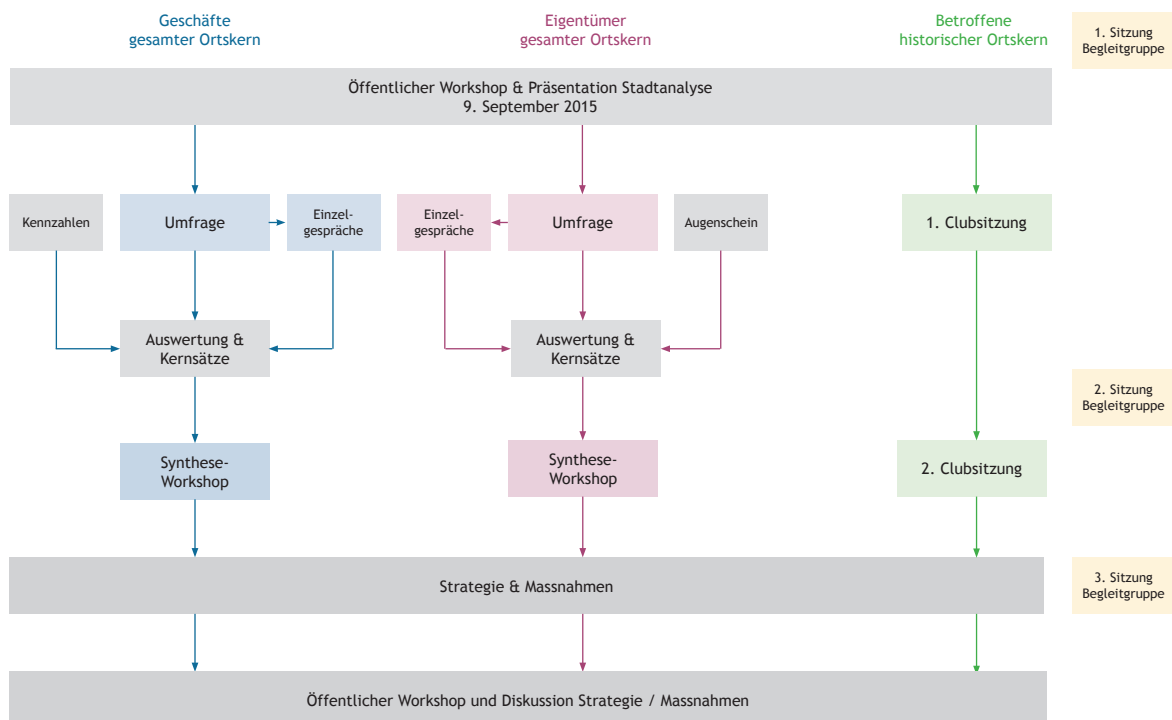 Geschäfte
gesamter Ortskern
Eigentümer
gesamter Ortskern
Betroffene
historischer Ortskern
1. Sitzung
Begleitgruppe
Öffentlicher Workshop & Präsentation Stadtanalyse
9. September 2015
Kennzahlen
Umfrage
Einzel-
gespräche
Einzel-
gespräche
Umfrage
Augenschein
1. Clubsitzung
Auswertung &
Kernsätze
Auswertung &
Kernsätze
2. Sitzung
Begleitgruppe
Synthese-
Workshop
Synthese-
Workshop
2. Clubsitzung
Strategie & Massnahmen
3. Sitzung
Begleitgruppe
Öffentlicher Workshop und Diskussion Strategie / Massnahmen